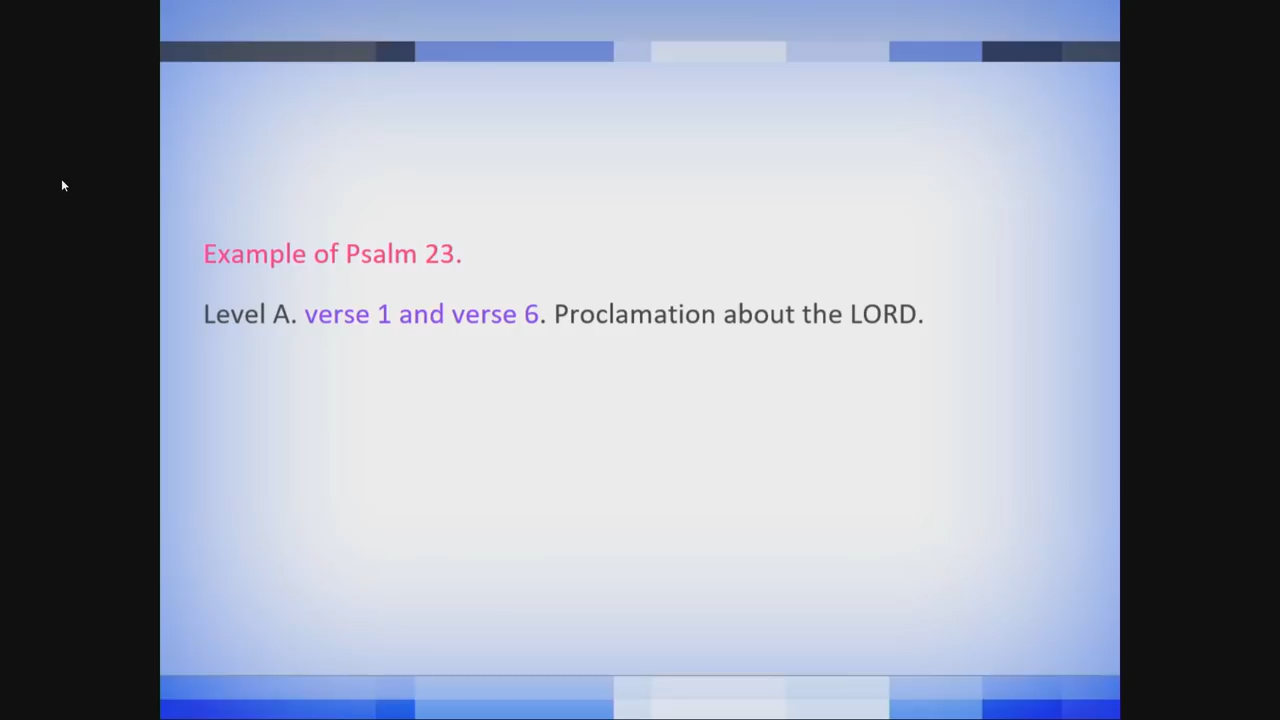 Example of Psalm 23.
Level A. verse 1 and verse 6. Proclamation about the LORD.